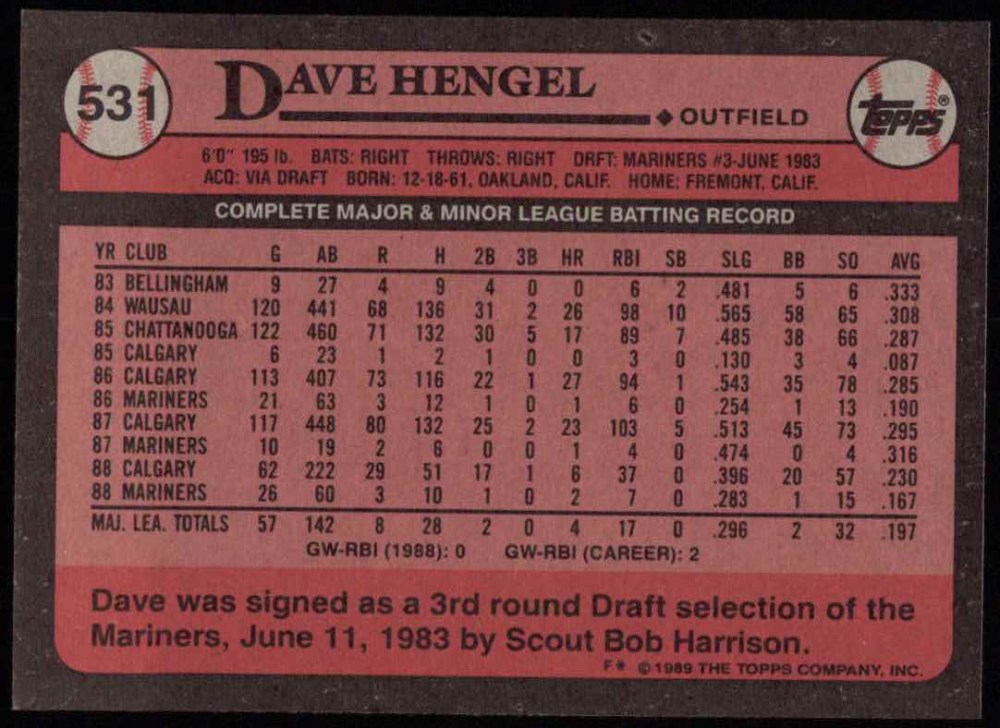 531
DAVE HENGEL
◆ OUTFIELD
TOPPS®
6'0" 195 lb. BATS: RIGHT THROWS: RIGHT DRFT: MARINERS #3-JUNE 1983
ACQ: VIA DRAFT BORN: 12-18-61, OAKLAND, CALIF. HOME: FREMONT, CALIF.
COMPLETE MAJOR & MINOR LEAGUE BATTING RECORD
YR CLUB G AB R H 2B 3B HR RBI SB SLG BB SO AVG
83 BELLINGHAM 9 27 4 9 4 0 0 6 2 .481 5 6 .333
84 WAUSAU 120 441 68 136 31 2 26 98 10 .565 58 65 .308
85 CHATTANOOGA 122 460 71 132 30 5 17 89 7 .485 38 66 .287
85 CALGARY 6 23 1 2 1 0 0 3 0 .130 3 4 .087
86 CALGARY 113 407 73 116 22 1 27 94 1 .543 35 78 .285
86 MARINERS 21 63 3 12 1 0 1 6 0 .254 1 13 .190
87 CALGARY 117 448 80 132 25 2 23 103 5 .513 45 73 .295
87 MARINERS 10 19 2 6 0 0 1 4 0 .474 0 4 .316
88 CALGARY 62 222 29 51 17 1 6 37 0 .396 20 57 .230
88 MARINERS 26 60 3 10 1 0 2 7 0 .283 1 15 .167
MAJ. LEA. TOTALS 57 142 8 28 2 0 4 17 0 .296 2 32 .197
GW-RBI (1988): 0 GW-RBI (CAREER): 2
Dave was signed as a 3rd round Draft selection of the
Mariners, June 11, 1983 by Scout Bob Harrison.
F* © 1989 THE TOPPS COMPANY, INC.